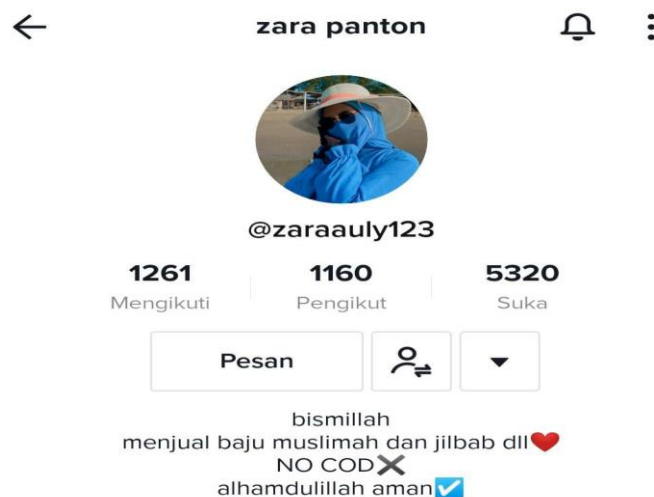 zara panton
@zaraauly123
1261 1160 5320
Mengikuti Pengikut Suka
Pesan
bismillah
menjual baju muslimah dan jilbab dll❤️
NO COD❌
alhamdulillah aman☑️